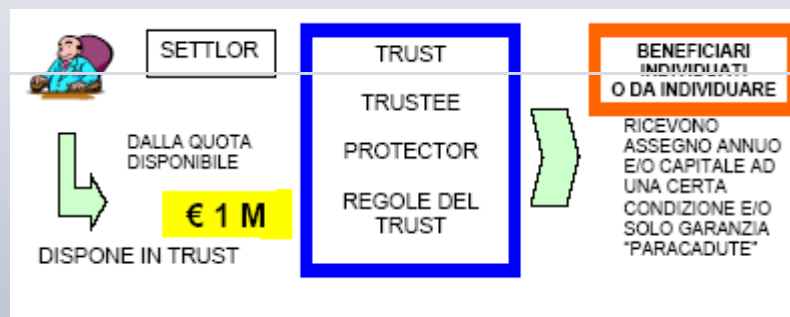 SETTLOR
DALLA QUOTA
DISPONIBILE
€ 1 M
DISPONE IN TRUST
TRUST
TRUSTEE
PROTECTOR
REGOLE DEL
TRUST
BENEFICIARI
INDIVIDUATI
O DA INDIVIDUARE
RICEVONO
ASSEGNO ANNUO
E/O CAPITALE AD
UNA CERTA
CONDIZIONE E/O
SOLO GARANZIA
"PARACADUTE"